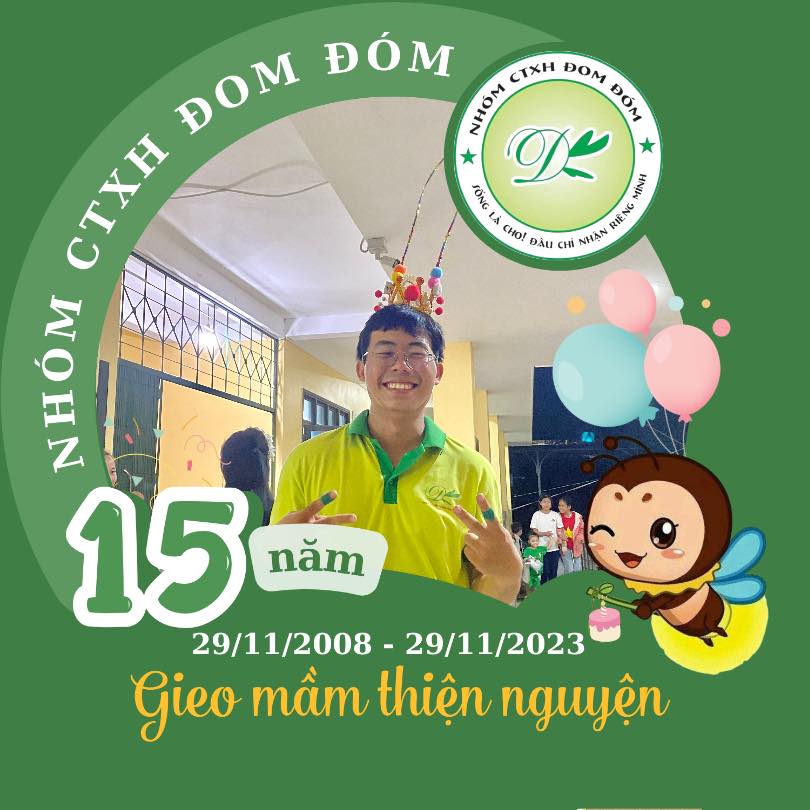 NHÓM CTXH ĐOM ĐÓM
NHÓM CTXH ĐOM ĐÓM
D
SỐNG LÀ CHO! ĐÂU CHỈ NHẬN RIÊNG MÌNH
15 năm
29/11/2008 - 29/11/2023
Gieo mầm thiện nguyện